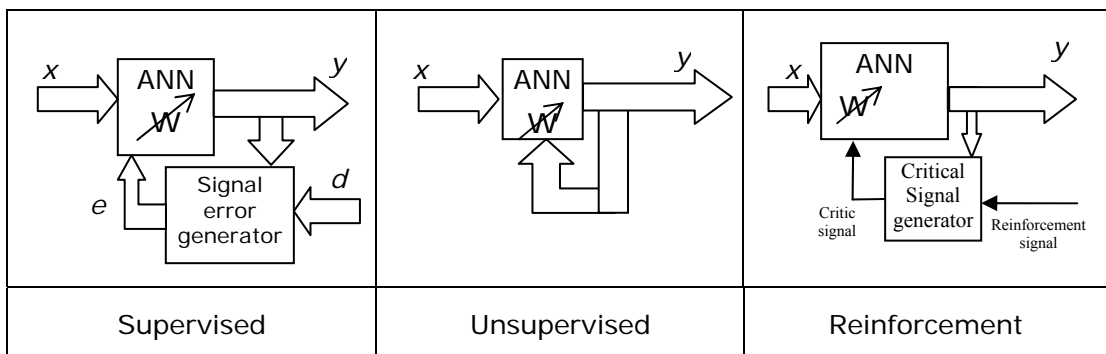 x
ANN
W
y
e
Signal
error
generator
d
Supervised
x
ANN
W
y
Unsupervised
x
ANN
W
y
Critic
signal
Critical
Signal
generator
Reinforcement
signal
Reinforcement